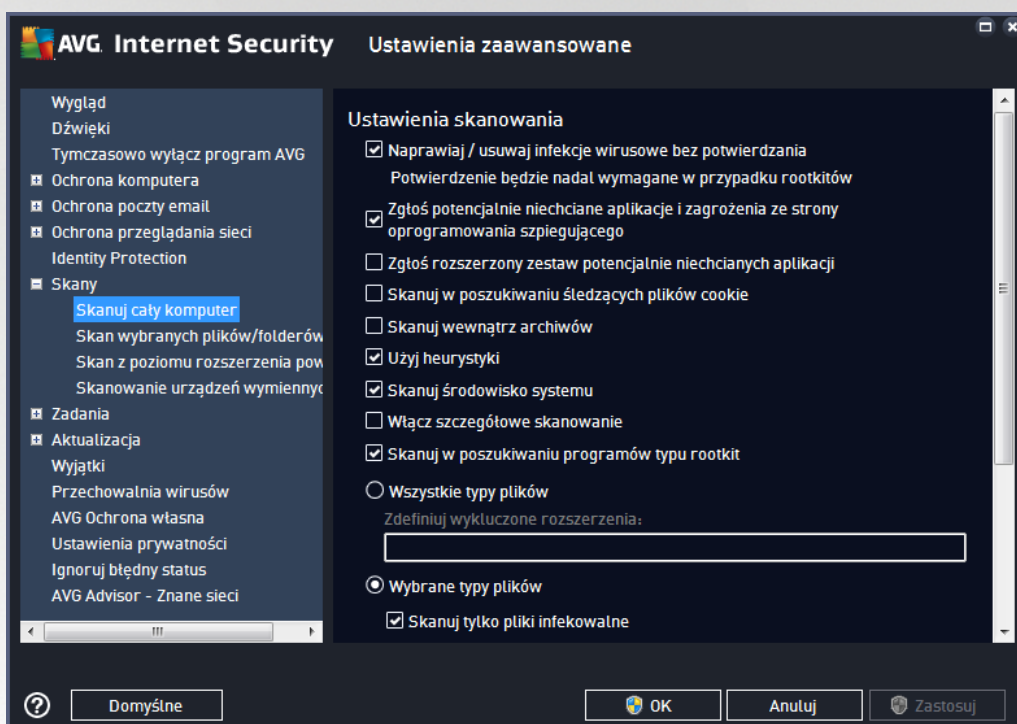 AVG. Internet Security Ustawienia zaawansowane
Wygląd
Dźwięki
Tymczasowo wyłącz program AVG
Ochrona komputera
Ochrona poczty email
Ochrona przeglądania sieci
Identity Protection
Skany
Skanuj cały komputer
Skan wybranych plików/folderów
Skan z poziomu rozszerzenia pow
Skanowanie urządzeń wymiennyc
Zadania
Aktualizacja
Wyjątki
Przechowalnia wirusów
AVG Ochrona własna
Ustawienia prywatności
Ignoruj błędny status
AVG Advisor - Znane sieci
Ustawienia skanowania
Naprawiaj / usuwaj infekcje wirusowe bez potwierdzania
Potwierdzenie będzie nadal wymagane w przypadku rootkitów
Zgłoś potencjalnie niechciane aplikacje i zagrożenia ze strony
oprogramowania szpiegującego
Zgłoś rozszerzony zestaw potencjalnie niechcianych aplikacji
Skanuj w poszukiwaniu śledzących plików cookie
Skanuj wewnątrz archiwów
Użyj heurystyki
Skanuj środowisko systemu
Włącz szczegółowe skanowanie
Skanuj w poszukiwaniu programów typu rootkit
Wszystkie typy plików
Zdefiniuj wykluczone rozszerzenia:
Wybrane typy plików
Skanuj tylko pliki infekowalne
Domyślne
OK
Anuluj
Zastosuj